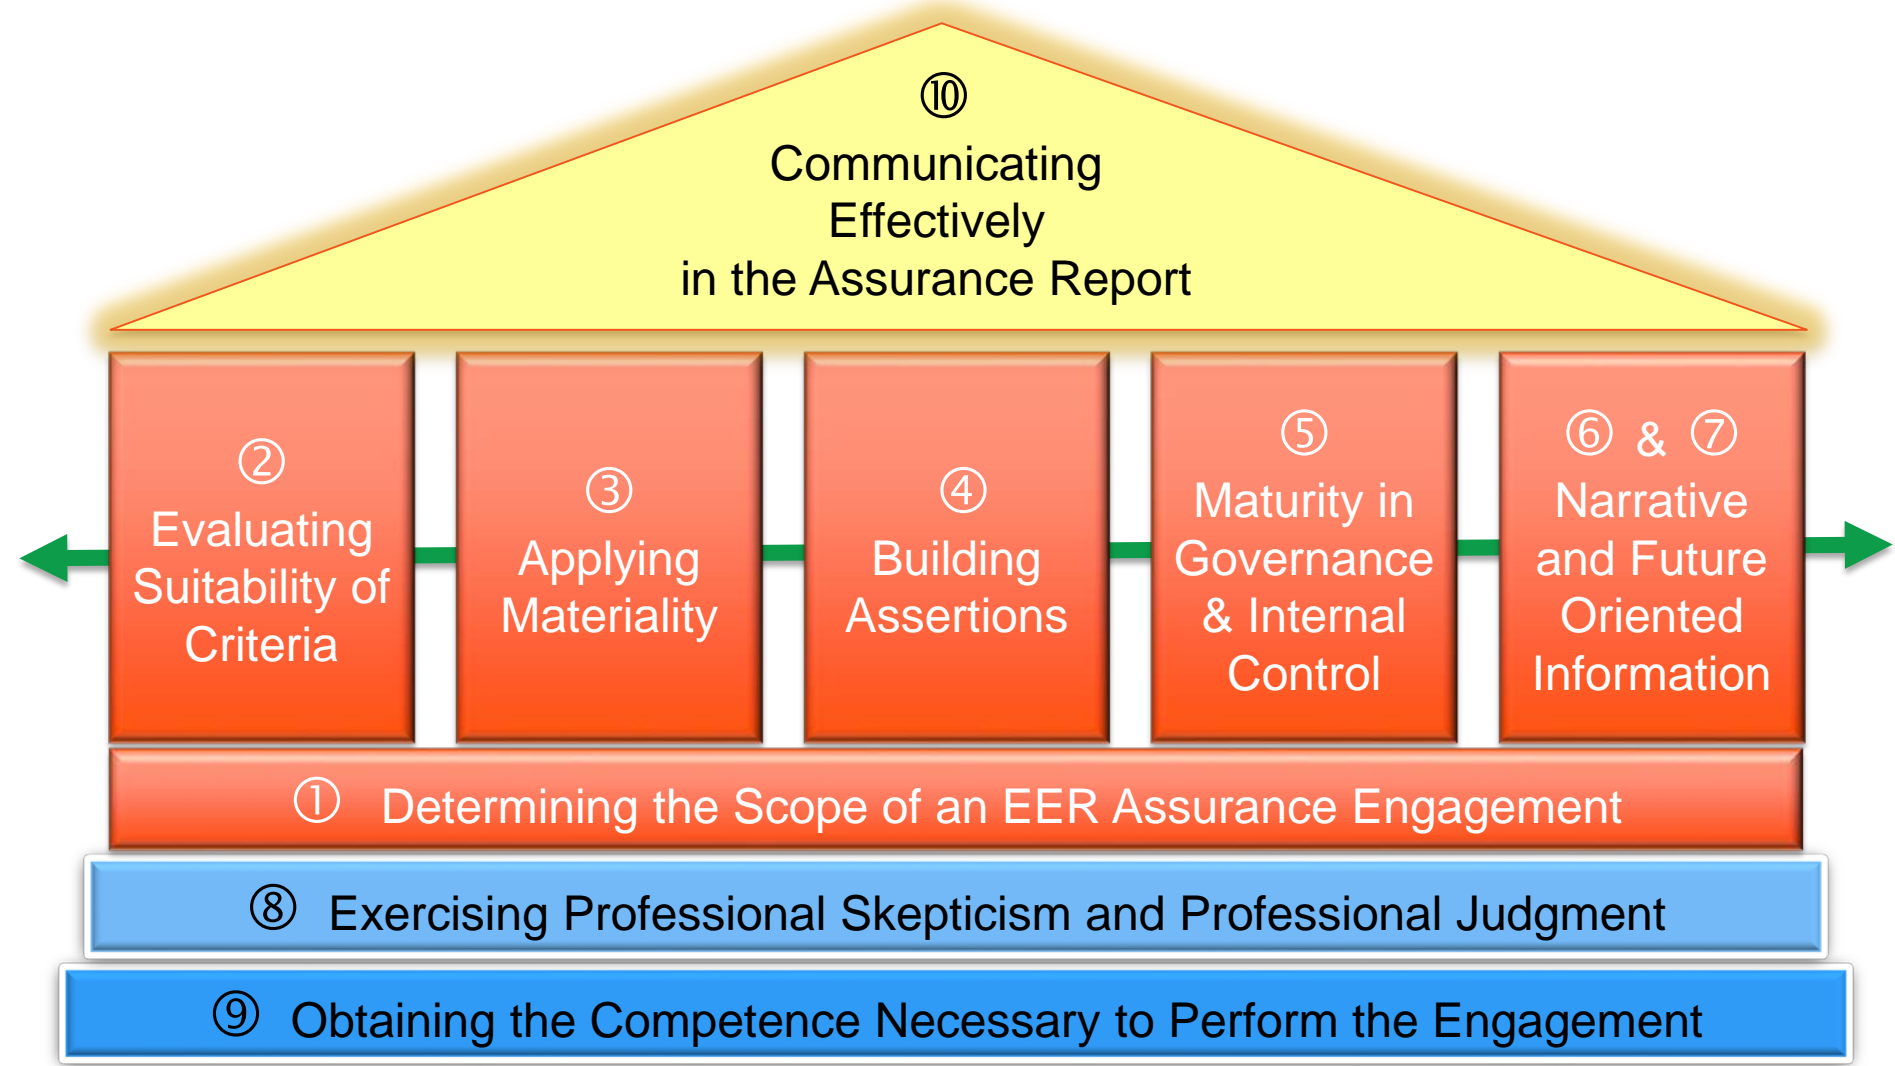 ⑩
Communicating
Effectively
in the Assurance Report
②
Evaluating
Suitability of
Criteria
③
Applying
Materiality
④
Building
Assertions
⑤
Maturity in
Governance
& Internal
Control
⑥ & ⑦
Narrative
and Future
Oriented
Information
① Determining the Scope of an EER Assurance Engagement
⑧ Exercising Professional Skepticism and Professional Judgment
⑨ Obtaining the Competence Necessary to Perform the Engagement